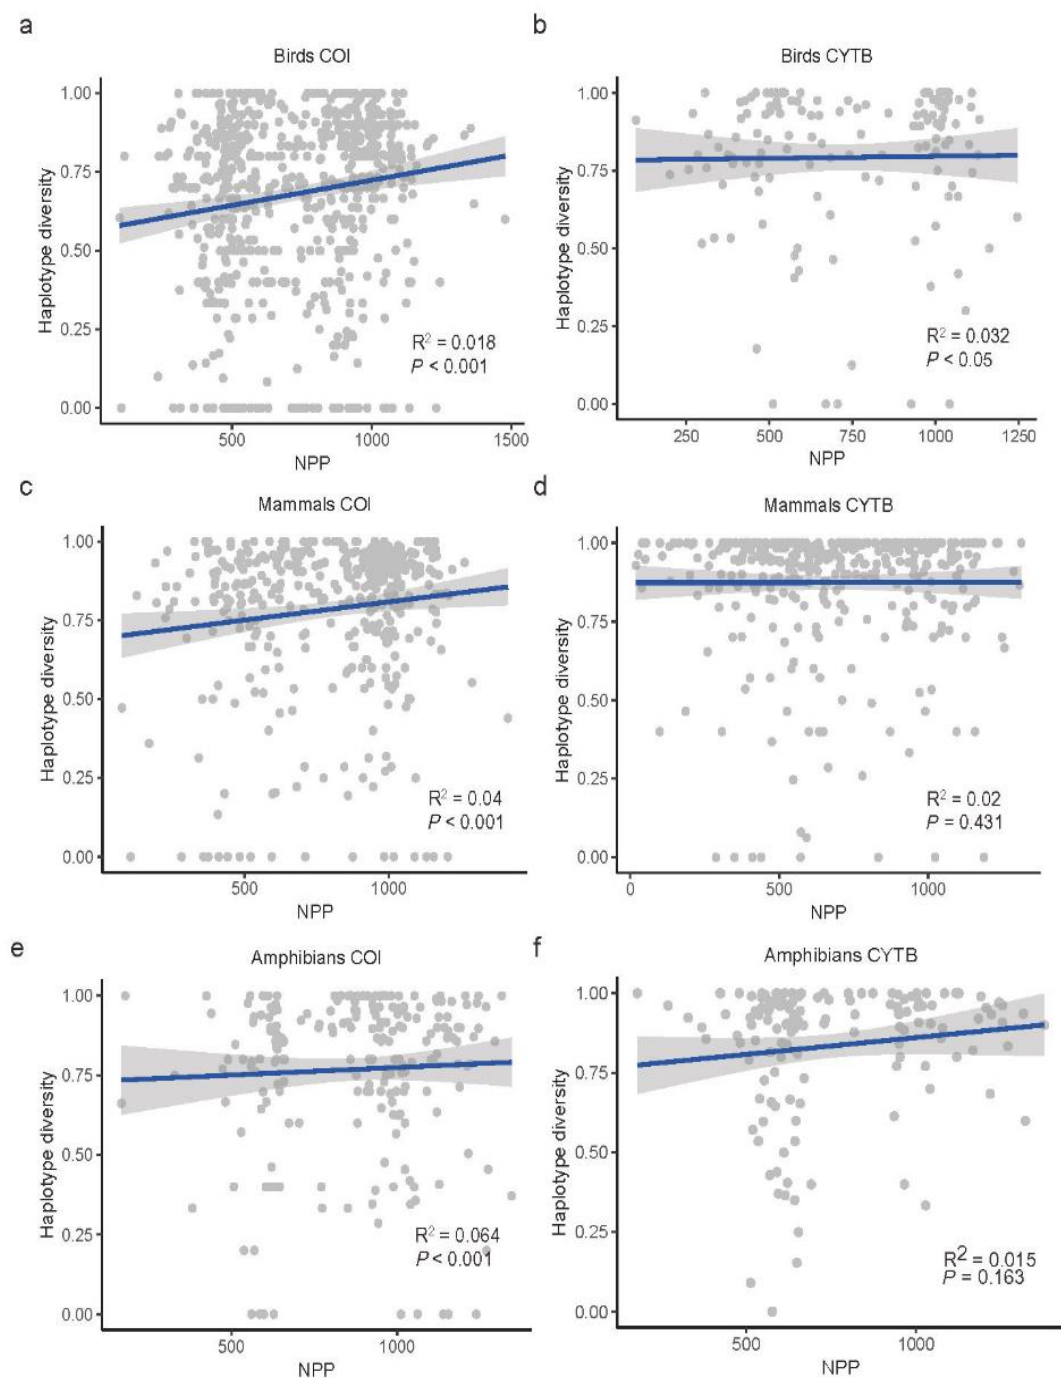 a
Birds COI
1.00
0.75
0.50
0.25
0.00
Haplotype diversity
R² = 0.018
P < 0.001
500
1000
1500
NPP
b
Birds CYTB
1.00
0.75
0.50
0.25
0.00
Haplotype diversity
R² = 0.032
P < 0.05
250
500
750
1000
1250
NPP
c
Mammals COI
1.00
0.75
0.50
0.25
0.00
Haplotype diversity
R² = 0.04
P < 0.001
500
1000
NPP
d
Mammals CYTB
1.00
0.75
0.50
0.25
0.00
Haplotype diversity
R² = 0.02
P = 0.431
0
500
1000
NPP
e
Amphibians COI
1.00
0.75
0.50
0.25
0.00
Haplotype diversity
R² = 0.064
P < 0.001
500
1000
NPP
f
Amphibians CYTB
1.00
0.75
0.50
0.25
0.00
Haplotype diversity
R² = 0.015
P = 0.163
500
1000
NPP